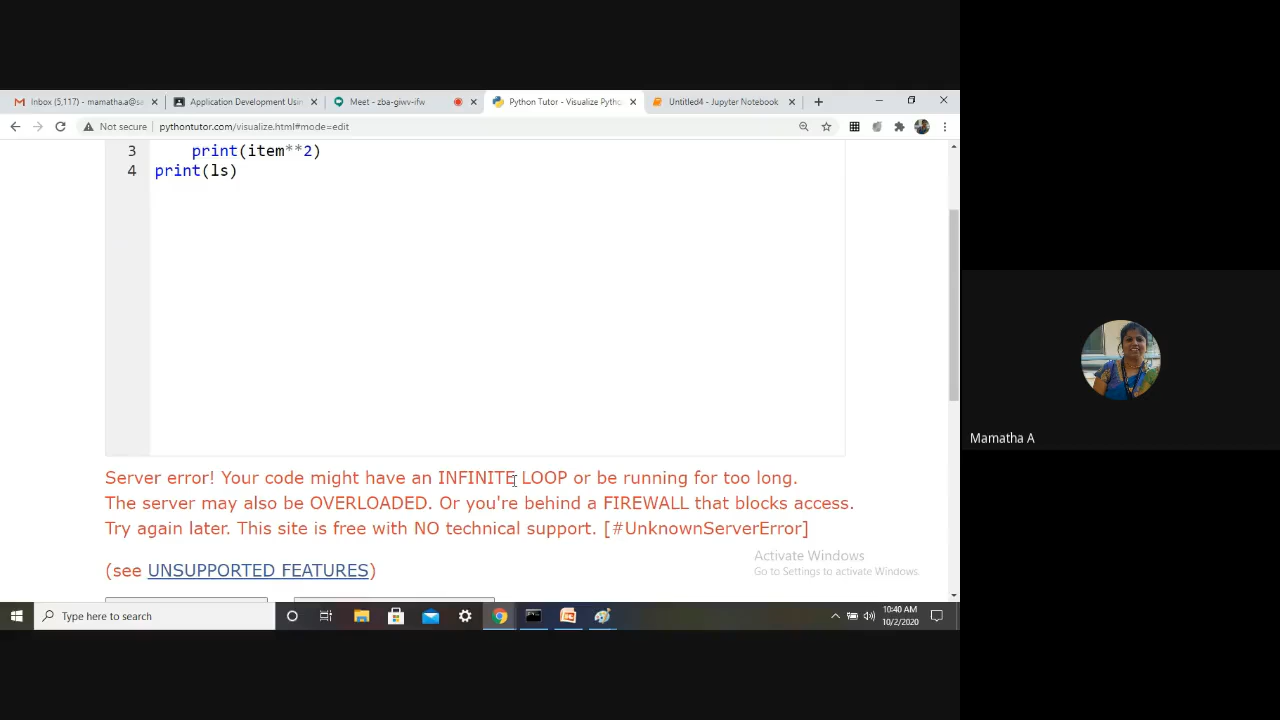 Inbox (5,117) - mamatha.a@sa
Application Development Usin
Meet - zba-giwv-ifw
Python Tutor - Visualize Pytho
Untitled4 - Jupyter Notebook
Not secure
pythontutor.com/visualize.html#mode=edit
3 print(item**2)
4 print(ls)
Server error! Your code might have an INFINITE LOOP or be running for too long.
The server may also be OVERLOADED. Or you're behind a FIREWALL that blocks access.
Try again later. This site is free with NO technical support. [#UnknownServerError]
(see UNSUPPORTED FEATURES)
Activate Windows
Go to Settings to activate Windows.
Type here to search
10:40 AM
10/2/2020
Mamatha A